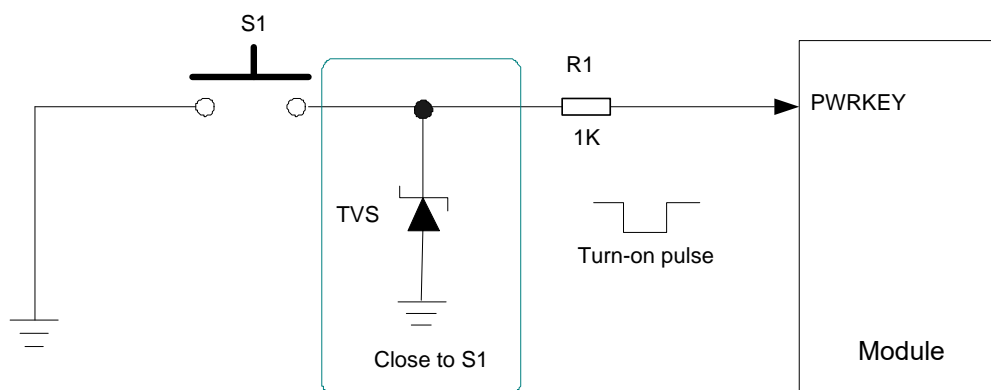 S1
R1
PWRKEY
1K
TVS
Turn-on pulse
Close to S1
Module